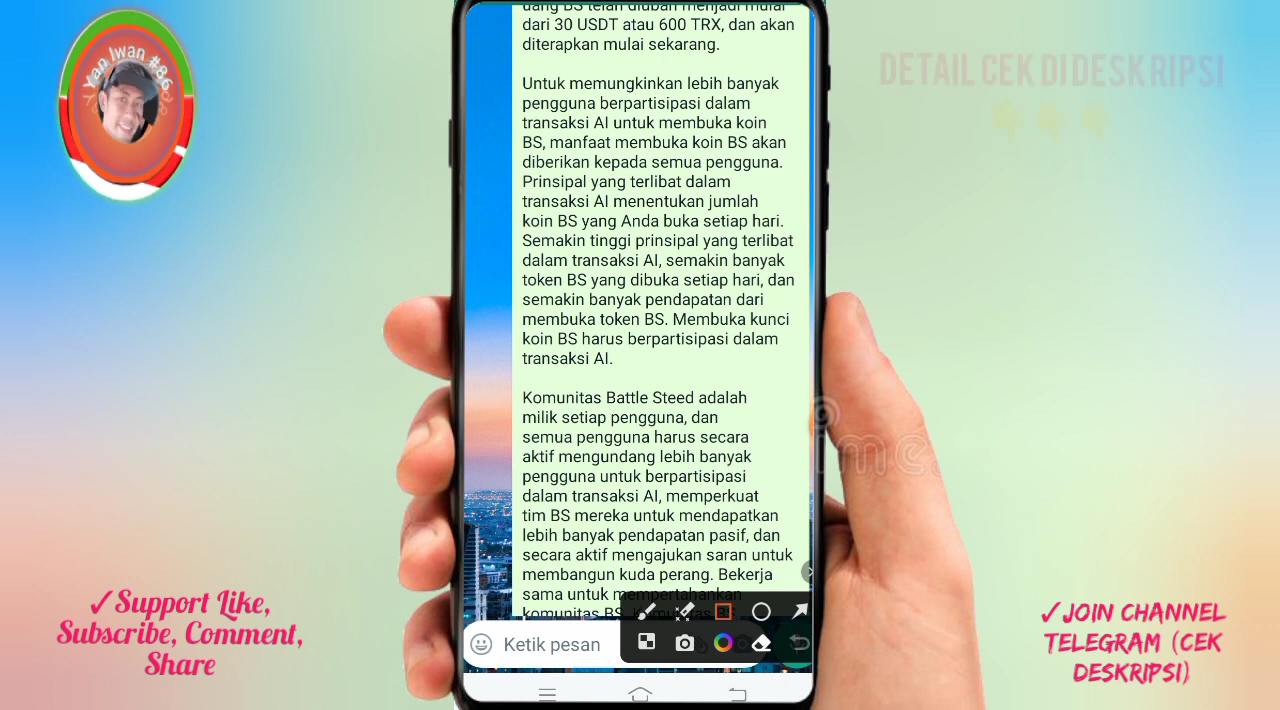 Yan Iwan #86
DETAIL CEK DI DESKRIPSI
dari 30 USDT atau 600 TRX, dan akan
diterapkan mulai sekarang.
Untuk memungkinkan lebih banyak
pengguna berpartisipasi dalam
transaksi AI untuk membuka koin
BS, manfaat membuka koin BS akan
diberikan kepada semua pengguna.
Prinsipal yang terlibat dalam
transaksi AI menentukan jumlah
koin BS yang Anda buka setiap hari.
Semakin tinggi prinsipal yang terlibat
dalam transaksi AI, semakin banyak
token BS yang dibuka setiap hari, dan
semakin banyak pendapatan dari
membuka token BS. Membuka kunci
koin BS harus berpartisipasi dalam
transaksi AI.
Komunitas Battle Steed adalah
milik setiap pengguna, dan
semua pengguna harus secara
aktif mengundang lebih banyak
pengguna untuk berpartisipasi
dalam transaksi AI, memperkuat
tim BS mereka untuk mendapatkan
lebih banyak pendapatan pasif, dan
secara aktif mengajukan saran untuk
membangun kuda perang. Bekerja
sama untuk mempertahankan
komunitas BS. Komunitas BS
Ketik pesan
✓Support Like,
Subscribe, Comment,
Share
✓JOIN CHANNEL
TELEGRAM (CEK
DESKRIPSI)